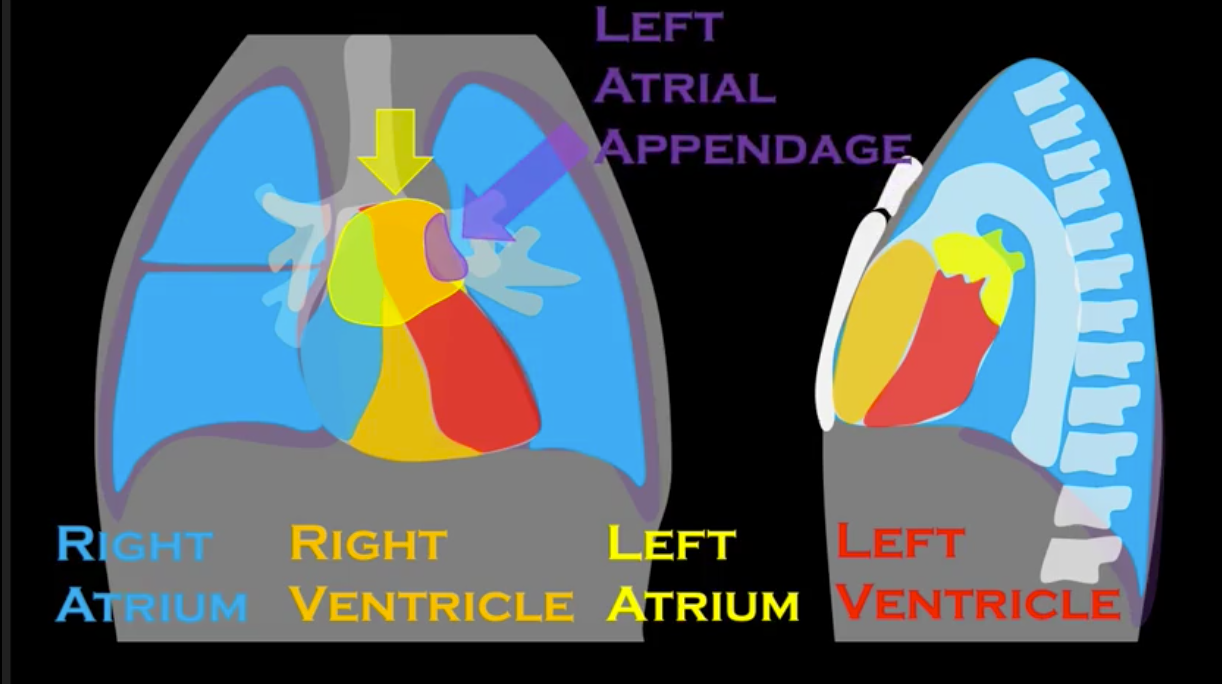 LEFT
ATRIAL
APPENDAGE
RIGHT
ATRIUM
RIGHT
VENTRICLE
LEFT
ATRIUM
LEFT
VENTRICLE